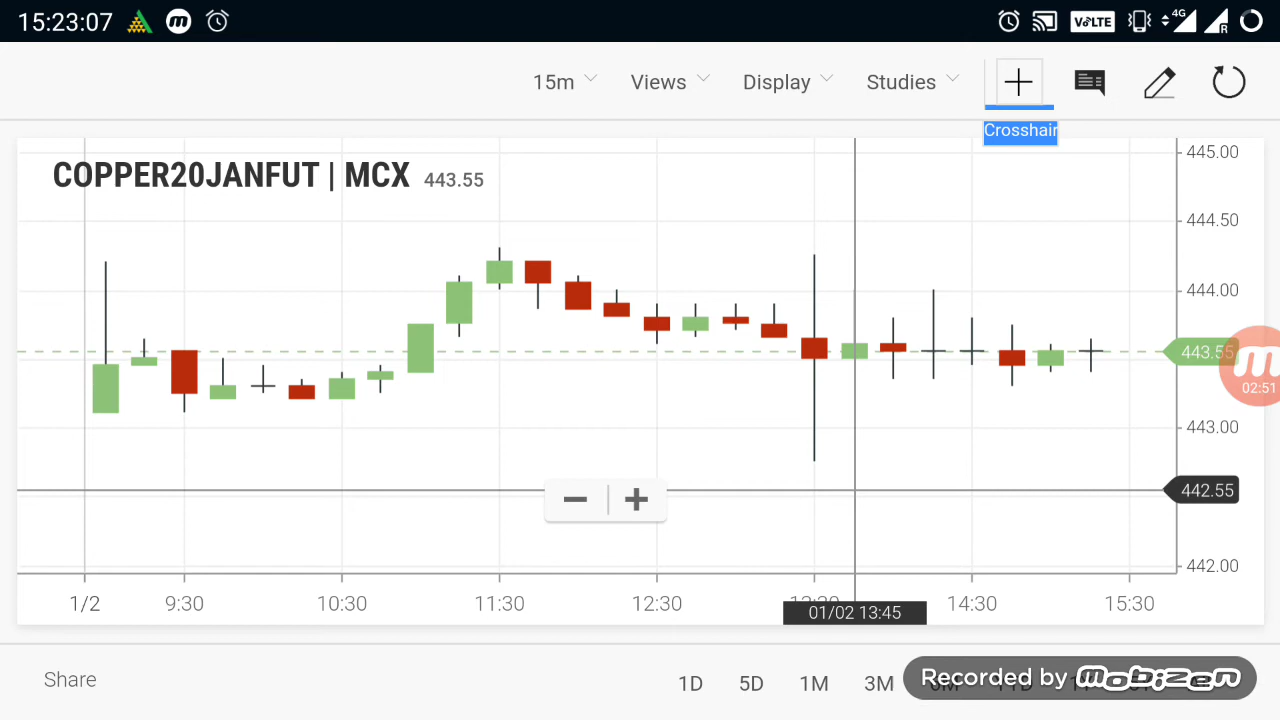 15:23:07
VoLTE 4G R
15m Views Display Studies
Crosshair
COPPER20JANFUT | MCX 443.55
445.00
444.50
444.00
443.55
02:51
443.00
442.55
442.00
1/2 9:30 10:30 11:30 12:30 14:30 15:30
01/02 13:45
Share 1D 5D 1M 3M
Recorded by mobizen